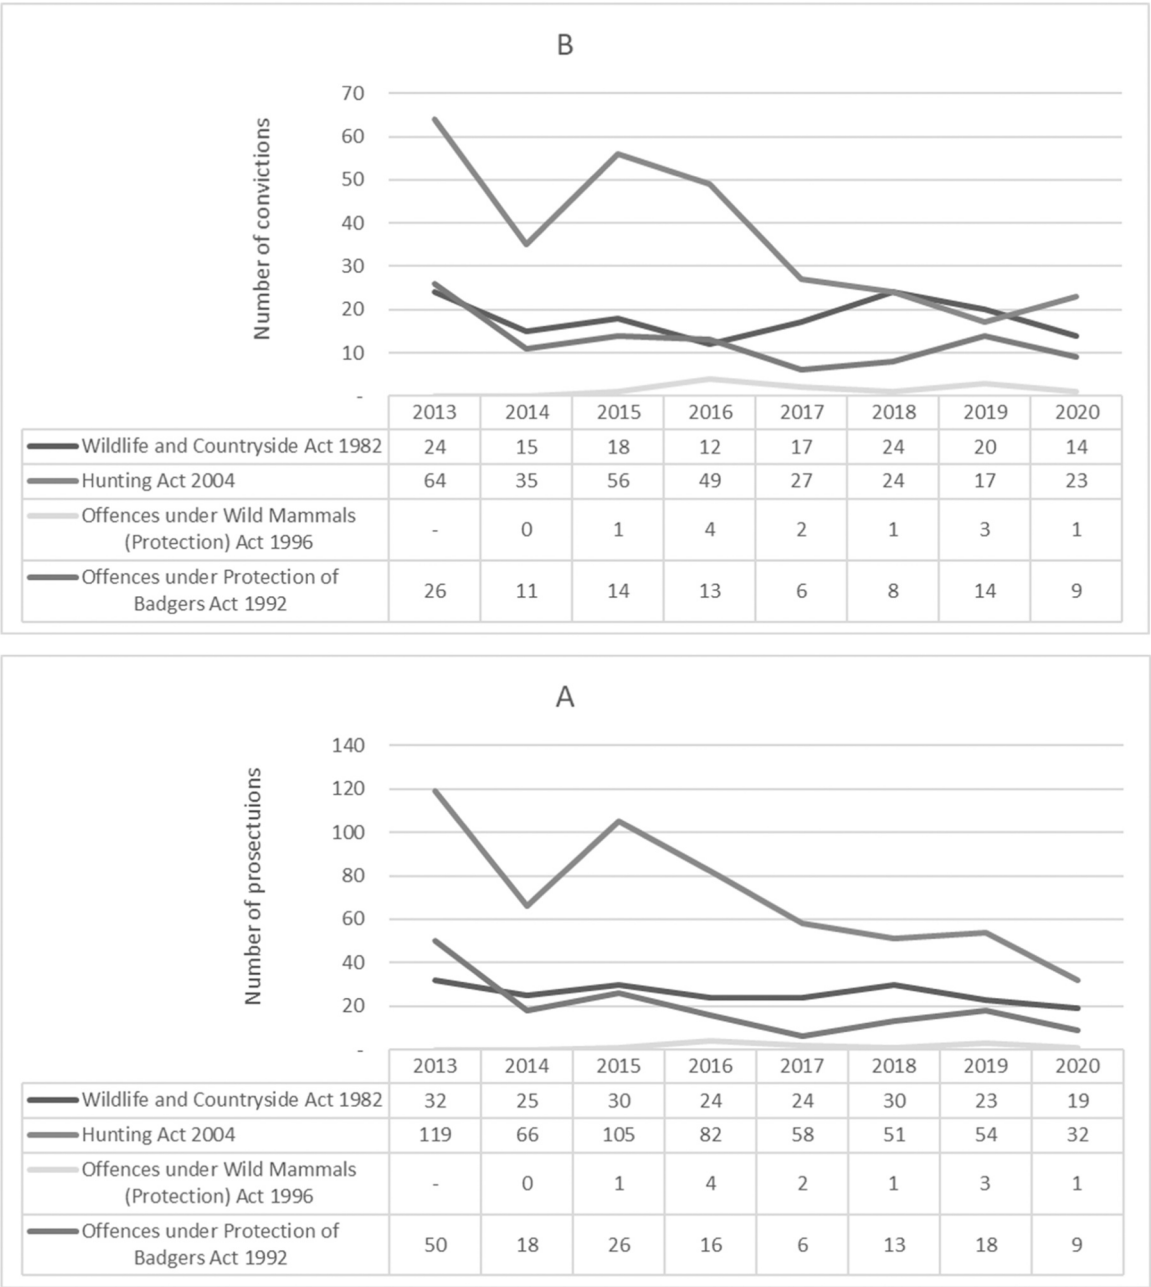 B
70
60
50
40
30
20
10
-
Number of convictions
2013 2014 2015 2016 2017 2018 2019 2020
Wildlife and Countryside Act 1982 24 15 18 12 17 24 20 14
Hunting Act 2004 64 35 56 49 27 24 17 23
Offences under Wild Mammals
(Protection) Act 1996 - 0 1 4 2 1 3 1
Offences under Protection of
Badgers Act 1992 26 11 14 13 6 8 14 9
A
140
120
100
80
60
40
20
-
Number of prosectuions
2013 2014 2015 2016 2017 2018 2019 2020
Wildlife and Countryside Act 1982 32 25 30 24 24 30 23 19
Hunting Act 2004 119 66 105 82 58 51 54 32
Offences under Wild Mammals
(Protection) Act 1996 - 0 1 4 2 1 3 1
Offences under Protection of
Badgers Act 1992 50 18 26 16 6 13 18 9